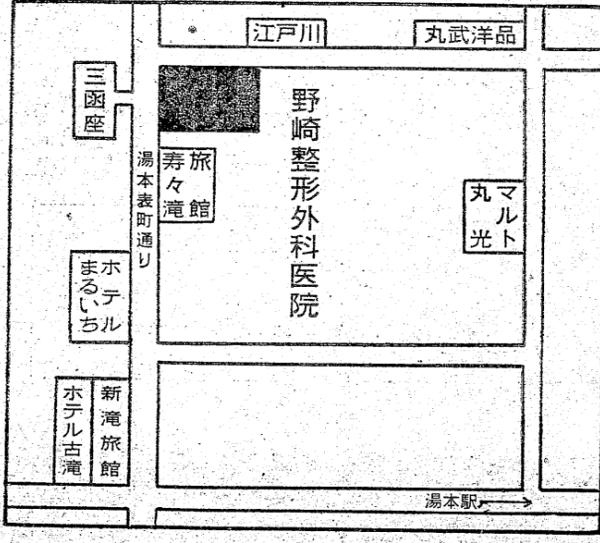 江戸川
丸武洋品
三函座
野崎整形外科医院
旅館
寿々滝
湯本表町通り
マルト
丸光
ホテル
まるいち
新滝旅館
ホテル古滝
湯本駅→